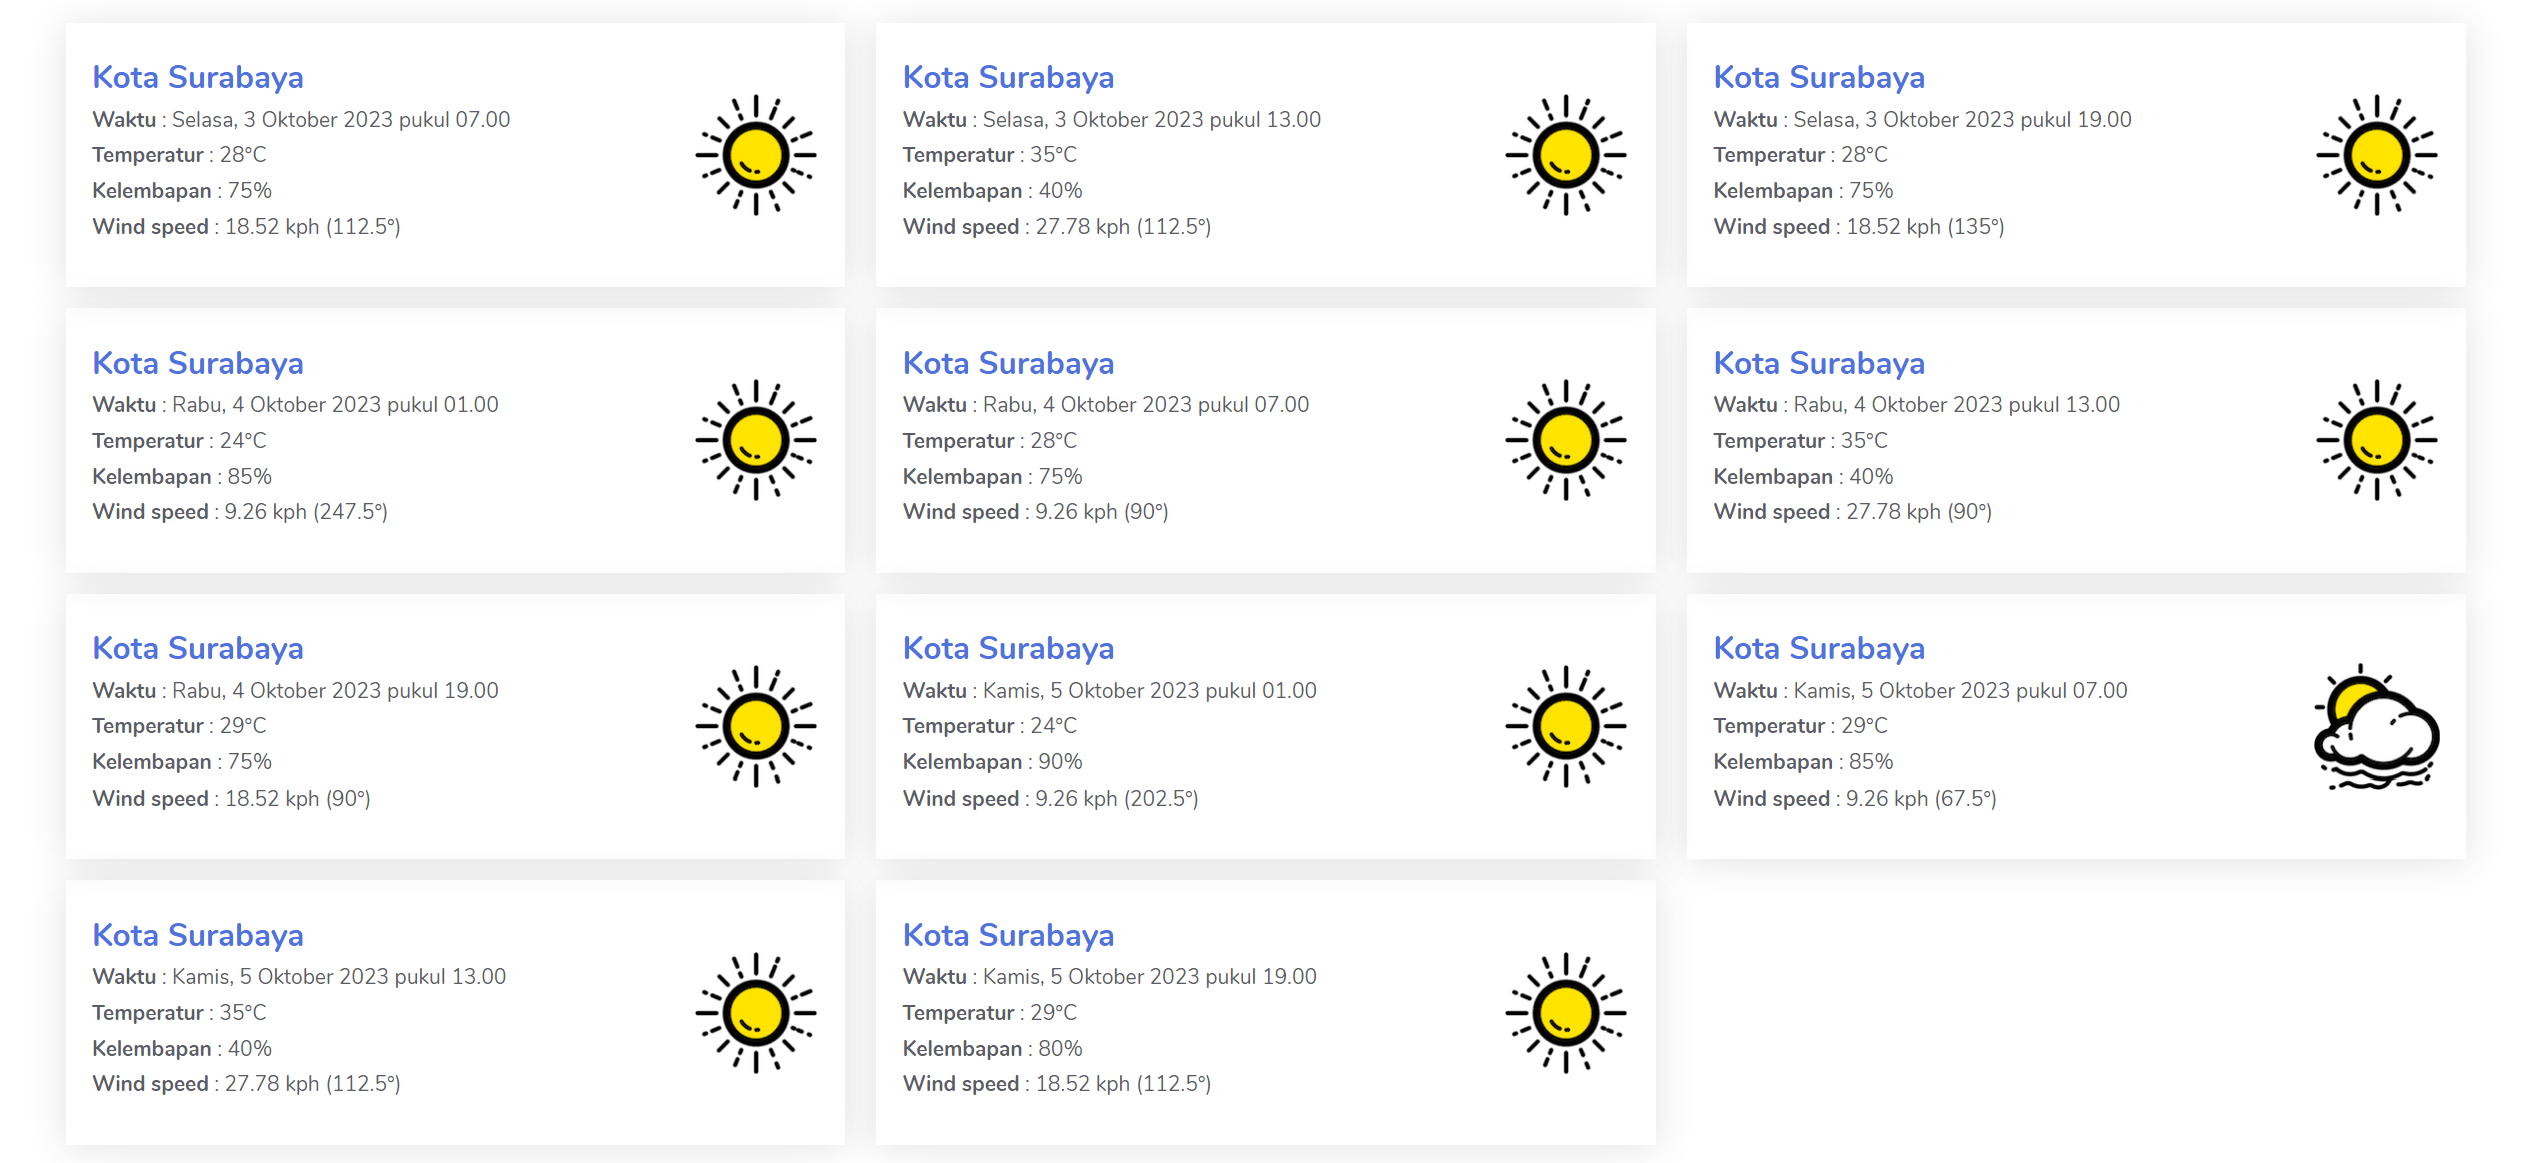 Kota Surabaya
Waktu : Selasa, 3 Oktober 2023 pukul 07.00
Temperatur : 28°C
Kelembapan : 75%
Wind speed : 18.52 kph (112.5°)
Kota Surabaya
Waktu : Selasa, 3 Oktober 2023 pukul 13.00
Temperatur : 35°C
Kelembapan : 40%
Wind speed : 27.78 kph (112.5°)
Kota Surabaya
Waktu : Selasa, 3 Oktober 2023 pukul 19.00
Temperatur : 28°C
Kelembapan : 75%
Wind speed : 18.52 kph (135°)
Kota Surabaya
Waktu : Rabu, 4 Oktober 2023 pukul 01.00
Temperatur : 24°C
Kelembapan : 85%
Wind speed : 9.26 kph (247.5°)
Kota Surabaya
Waktu : Rabu, 4 Oktober 2023 pukul 07.00
Temperatur : 28°C
Kelembapan : 75%
Wind speed : 9.26 kph (90°)
Kota Surabaya
Waktu : Rabu, 4 Oktober 2023 pukul 13.00
Temperatur : 35°C
Kelembapan : 40%
Wind speed : 27.78 kph (90°)
Kota Surabaya
Waktu : Rabu, 4 Oktober 2023 pukul 19.00
Temperatur : 29°C
Kelembapan : 75%
Wind speed : 18.52 kph (90°)
Kota Surabaya
Waktu : Kamis, 5 Oktober 2023 pukul 01.00
Temperatur : 24°C
Kelembapan : 90%
Wind speed : 9.26 kph (202.5°)
Kota Surabaya
Waktu : Kamis, 5 Oktober 2023 pukul 07.00
Temperatur : 29°C
Kelembapan : 85%
Wind speed : 9.26 kph (67.5°)
Kota Surabaya
Waktu : Kamis, 5 Oktober 2023 pukul 13.00
Temperatur : 35°C
Kelembapan : 40%
Wind speed : 27.78 kph (112.5°)
Kota Surabaya
Waktu : Kamis, 5 Oktober 2023 pukul 19.00
Temperatur : 29°C
Kelembapan : 80%
Wind speed : 18.52 kph (112.5°)